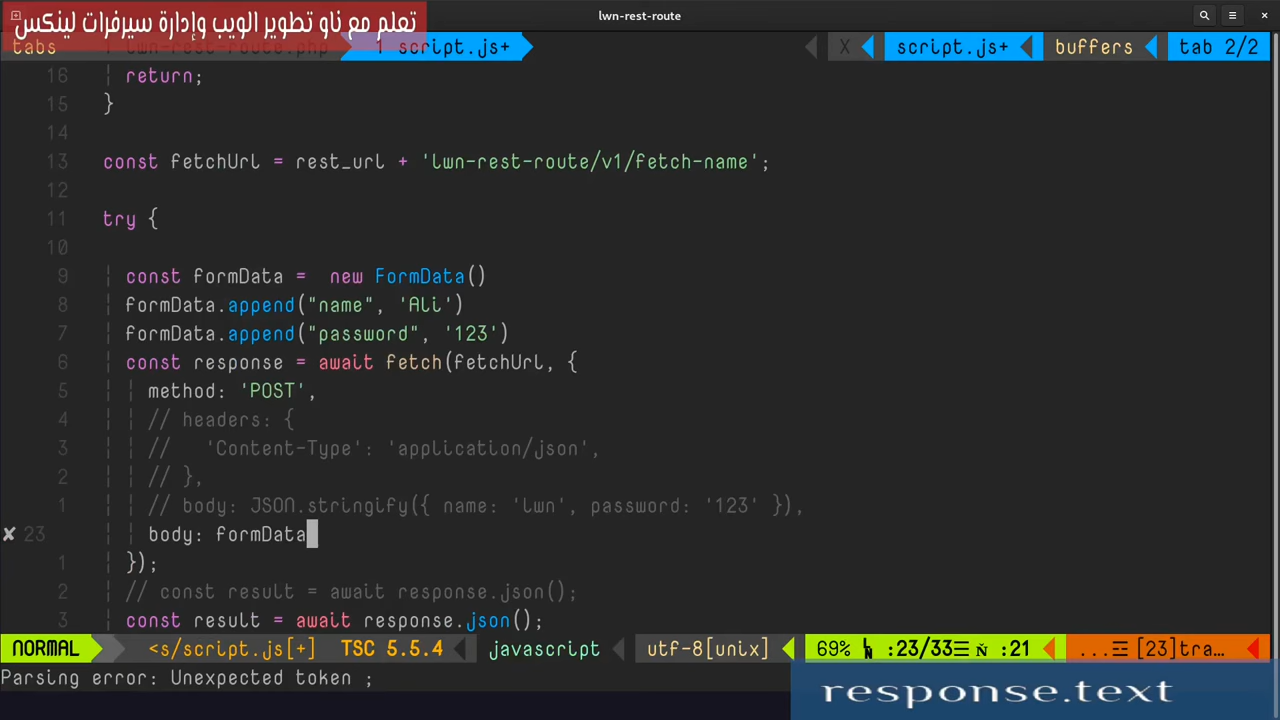 lwn-rest-route
تعلم مع ناو تطوير الويب وإدارة سيرفرات لينكس
tabs lwn-rest-route.php 1 script.js+ X script.js+ buffers tab 2/2
16 return;
15 }
14
13 const fetchUrl = rest_url + 'lwn-rest-route/v1/fetch-name';
12
11 try {
10
9 const formData =  new FormData()
8 formData.append("name", 'Ali')
7 formData.append("password", '123')
6 const response = await fetch(fetchUrl, {
5 method: 'POST',
4 // headers: {
3 //   'Content-Type': 'application/json',
2 // },
1 // body: JSON.stringify({ name: 'lwn', password: '123' }),
✘ 23 body: formData
1 });
2 // const result = await response.json();
3 const result = await response.json();
NORMAL <s/script.js[+] TSC 5.5.4 javascript utf-8[unix] 69% :23/33☰ :21 ...☲ [23]tra…
Parsing error: Unexpected token ;
response.text